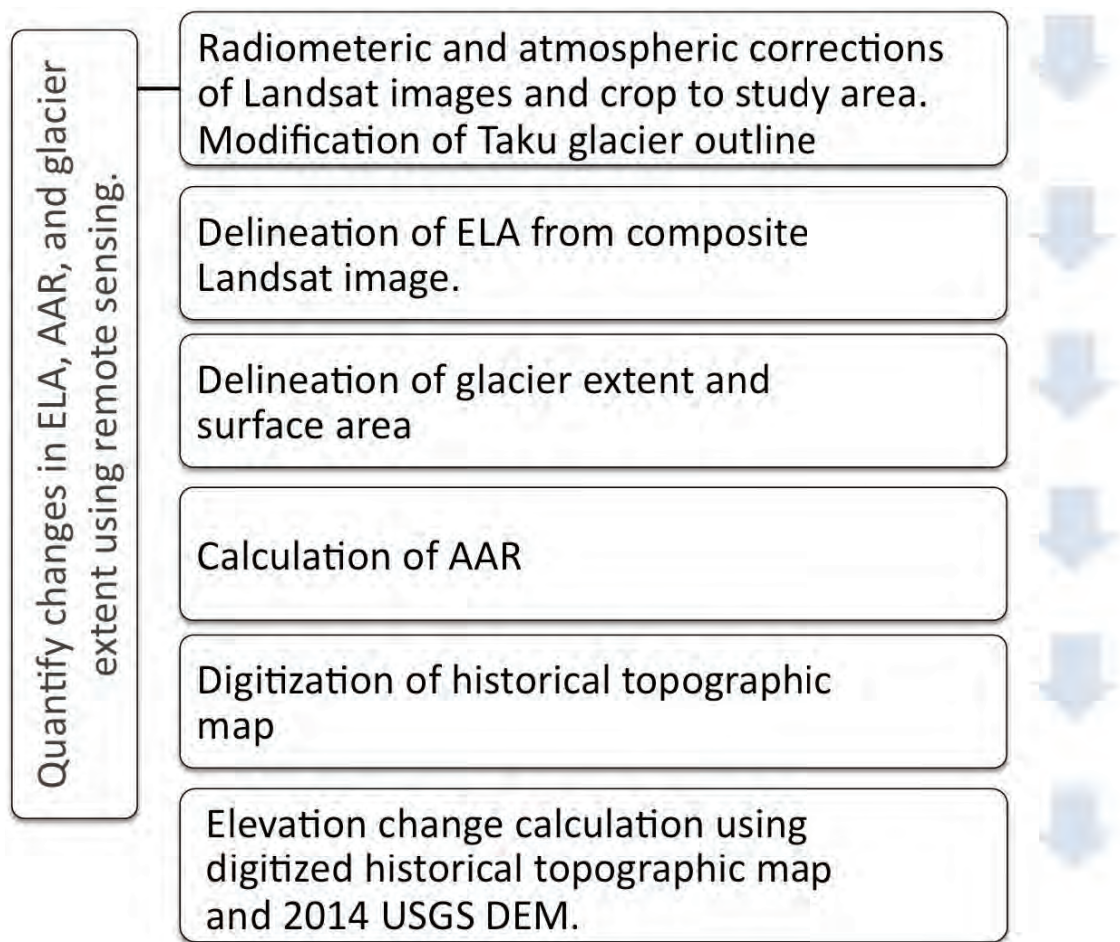 Quantify changes in ELA, AAR, and glacier
extent using remote sensing.
Radiometeric and atmospheric corrections
of Landsat images and crop to study area.
Modification of Taku glacier outline
Delineation of ELA from composite
Landsat image.
Delineation of glacier extent and
surface area
Calculation of AAR
Digitization of historical topographic
map
Elevation change calculation using
digitized historical topographic map
and 2014 USGS DEM.